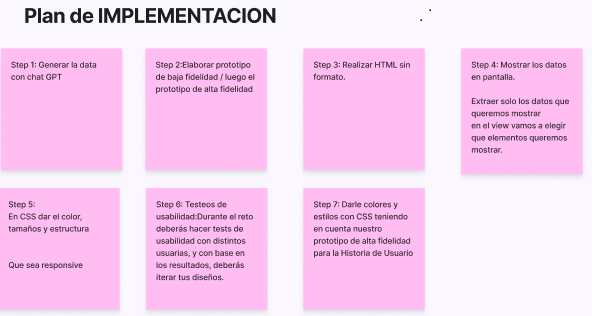 Plan de IMPLEMENTACION
Step 1: Generar la data
con chat GPT
Step 2:Elaborar prototipo
de baja fidelidad / luego el
prototipo de alta fidelidad
Step 3: Realizar HTML sin
formato.
Step 4: Mostrar los datos
en pantalla.
Extraer solo los datos que
queremos mostrar
en el view vamos a elegir
que elementos queremos
mostrar.
Step 5:
En CSS dar el color,
tamaños y estructura
Que sea responsive
Step 6: Testeos de
usabilidad:Durante el reto
deberás hacer tests de
usabilidad con distintos
usuarias, y con base en
los resultados, deberás
iterar tus diseños.
Step 7: Darle colores y
estilos con CSS teniendo
en cuenta nuestro
prototipo de alta fidelidad
para la Historia de Usuario